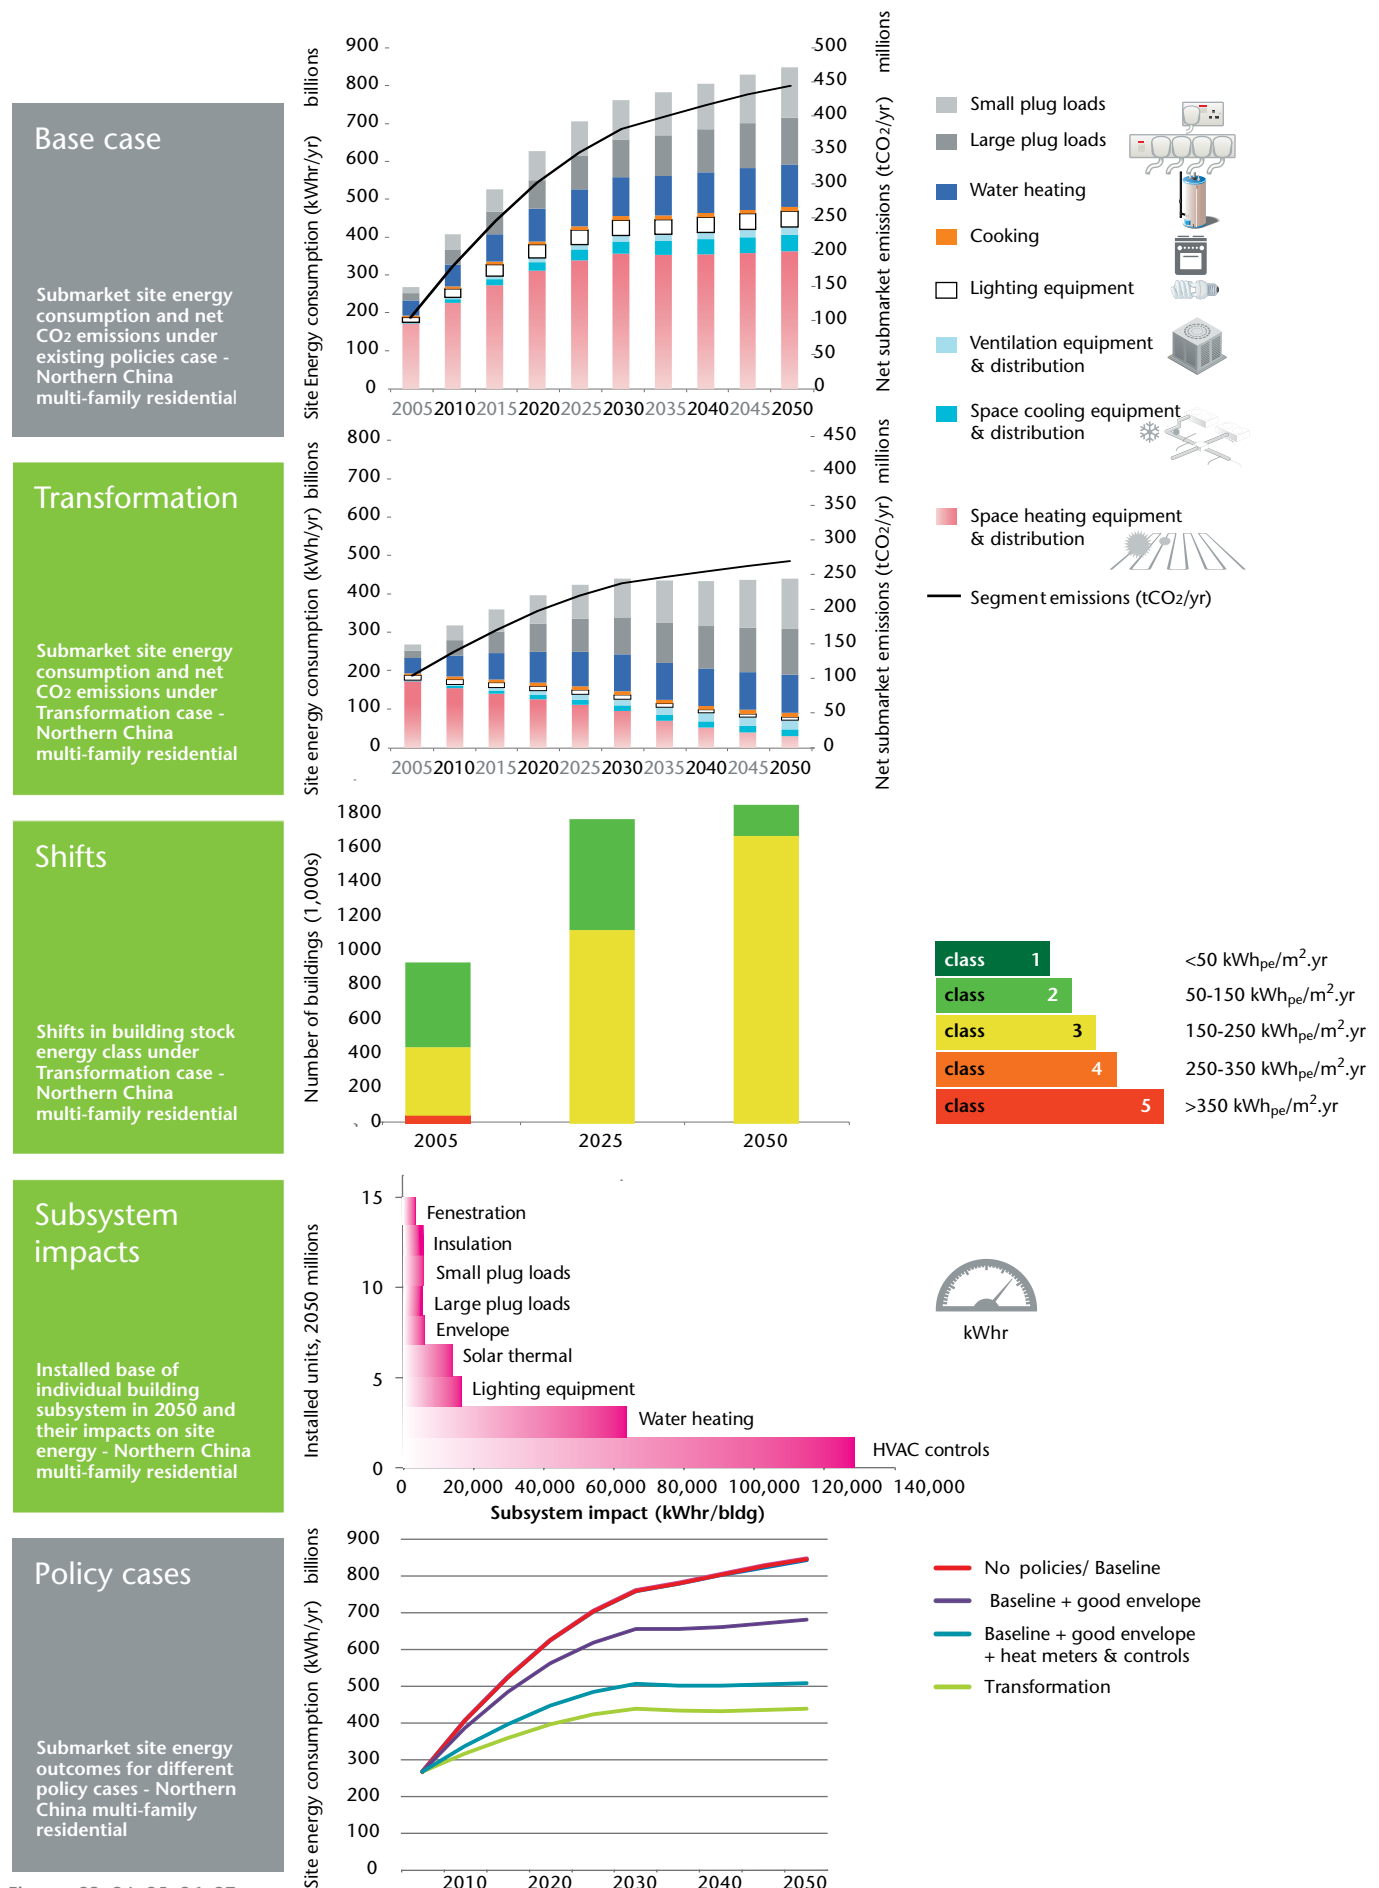 Base case
Submarket site energy
consumption and net
CO2 emissions under
existing policies case -
Northern China
multi-family residential
Site Energy consumption (kWhr/yr) billions
900
800
700
600
500
400
300
200
100
0
2005 2010 2015 2020 2025 2030 2035 2040 2045 2050
500
450
400
350
300
250
200
150
100
50
0
Net submarket emissions (tCO2/yr) millions
Small plug loads
Large plug loads
Water heating
Cooking
Lighting equipment
Ventilation equipment
& distribution
Space cooling equipment
& distribution
Space heating equipment
& distribution
Segment emissions (tCO2/yr)
Transformation
Submarket site energy
consumption and net
CO2 emissions under
Transformation case -
Northern China
multi-family residential
Site energy consumption (kWh/yr) billions
800
700
600
500
400
300
200
100
0
2005 2010 2015 2020 2025 2030 2035 2040 2045 2050
450
400
350
300
250
200
150
100
50
0
Net submarket emissions (tCO2/yr) millions
Shifts
Shifts in building stock
energy class under
Transformation case -
Northern China
multi-family residential
Number of buildings (1,000s)
1800
1600
1400
1200
1000
800
600
400
200
0
2005 2025 2050
class 1 <50 kWhpe/m2.yr
class 2 50-150 kWhpe/m2.yr
class 3 150-250 kWhpe/m2.yr
class 4 250-350 kWhpe/m2.yr
class 5 >350 kWhpe/m2.yr
Subsystem
impacts
Installed base of
individual building
subsystem in 2050 and
their impacts on site
energy - Northern China
multi-family residential
Installed units, 2050 millions
15
10
5
0
Fenestration
Insulation
Small plug loads
Large plug loads
Envelope
Solar thermal
Lighting equipment
Water heating
HVAC controls
0 20,000 40,000 60,000 80,000 100,000 120,000 140,000
Subsystem impact (kWhr/bldg)
kWhr
Policy cases
Submarket site energy
outcomes for different
policy cases - Northern
China multi-family
residential
Site energy consumption (kWh/yr) billions
900
800
700
600
500
400
300
200
100
0
2010 2020 2030 2040 2050
No policies/ Baseline
Baseline + good envelope
Baseline + good envelope
+ heat meters & controls
Transformation